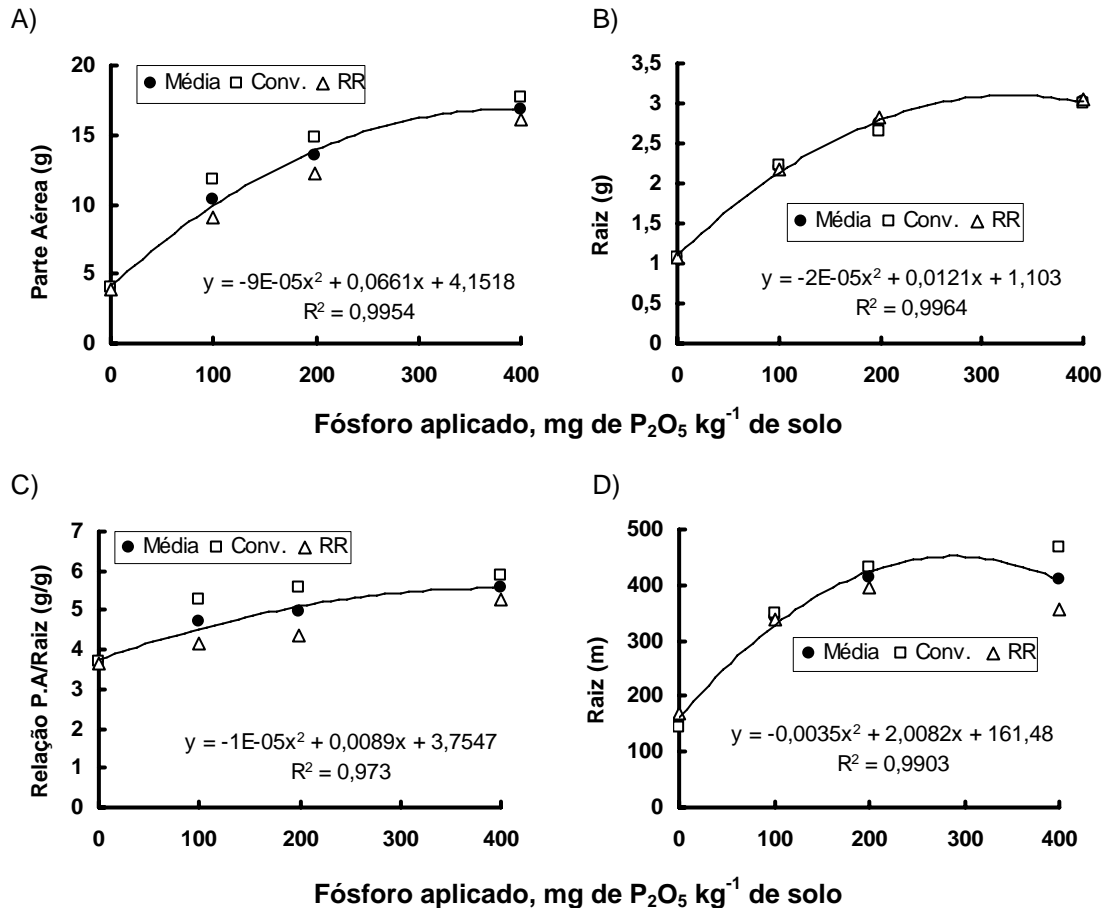 A)
20
15
10
5
0
Parte Aérea (g)
● Média □ Conv. △ RR
y = -9E-05x² + 0,0661x + 4,1518
R² = 0,9954
0 100 200 300 400
B)
3,5
3
2,5
2
1,5
1
0,5
0
Raiz (g)
● Média □ Conv. △ RR
y = -2E-05x² + 0,0121x + 1,103
R² = 0,9964
0 100 200 300 400
Fósforo aplicado, mg de P₂O₅ kg⁻¹ de solo
C)
7
6
5
4
3
2
1
0
Relação P.A/Raiz (g/g)
● Média □ Conv. △ RR
y = -1E-05x² + 0,0089x + 3,7547
R² = 0,973
0 100 200 300 400
D)
500
400
300
200
100
0
Raiz (m)
● Média □ Conv. △ RR
y = -0,0035x² + 2,0082x + 161,48
R² = 0,9903
0 100 200 300 400
Fósforo aplicado, mg de P₂O₅ kg⁻¹ de solo